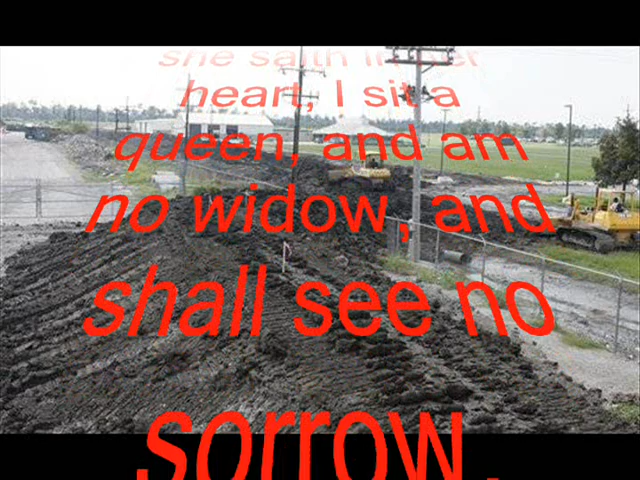 she saith in her
heart, I sit a
queen, and am
no widow, and
shall see no
sorrow.